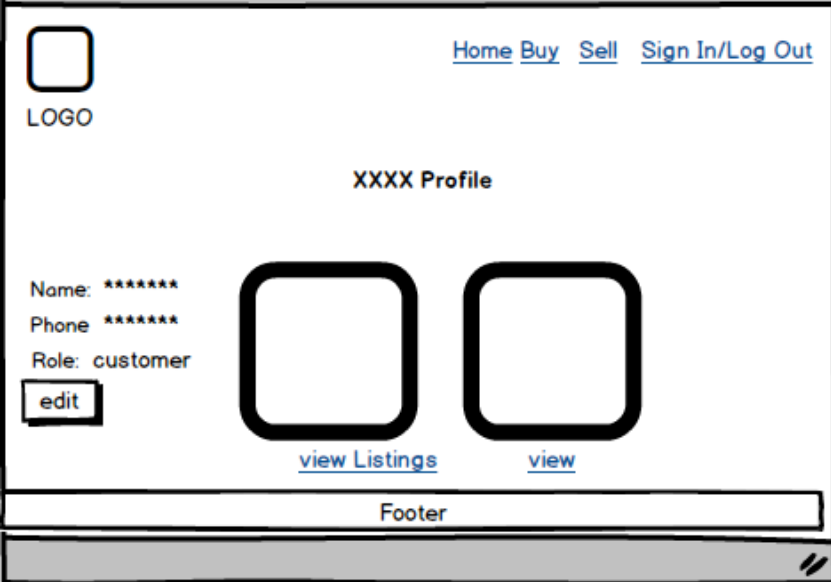 Home Buy Sell Sign In/Log Out
LOGO
XXXX Profile
Name: *******
Phone *******
Role: customer
edit
view Listings
view
Footer